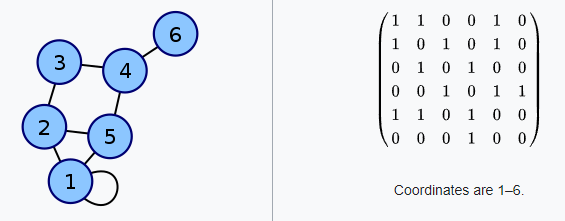 6
3
4
2
5
1
1 1 0 0 1 0
1 0 1 0 1 0
0 1 0 1 0 0
0 0 1 0 1 1
1 1 0 1 0 0
0 0 0 1 0 0
Coordinates are 1–6.